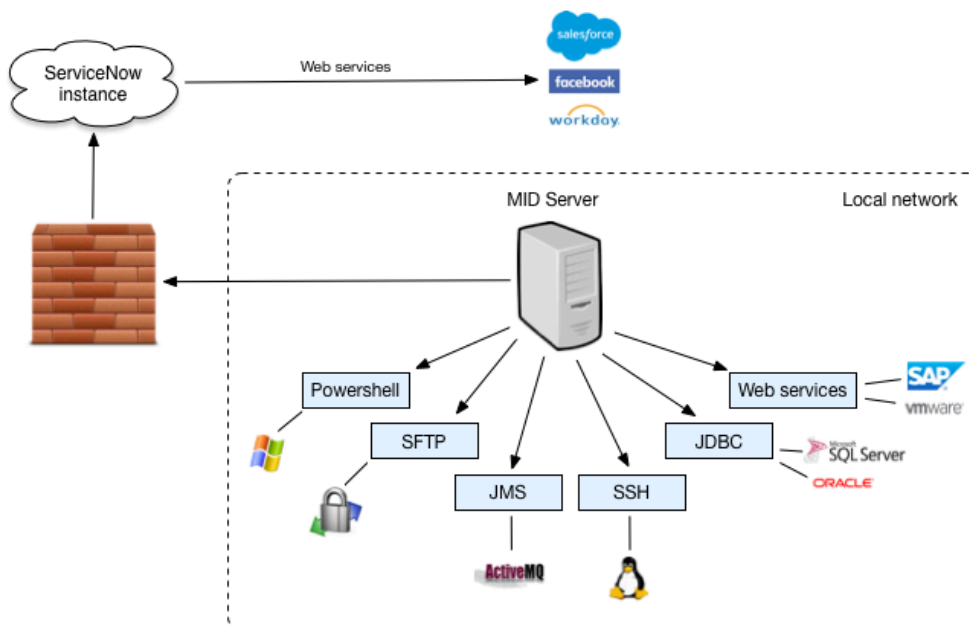 salesforce
ServiceNow
instance
Web services
facebook
workday.
MID Server
Local network
Powershell
Web services
SAP
vmware
SFTP
JDBC
Microsoft
SQL Server
ORACLE
JMS
SSH
ActiveMQ